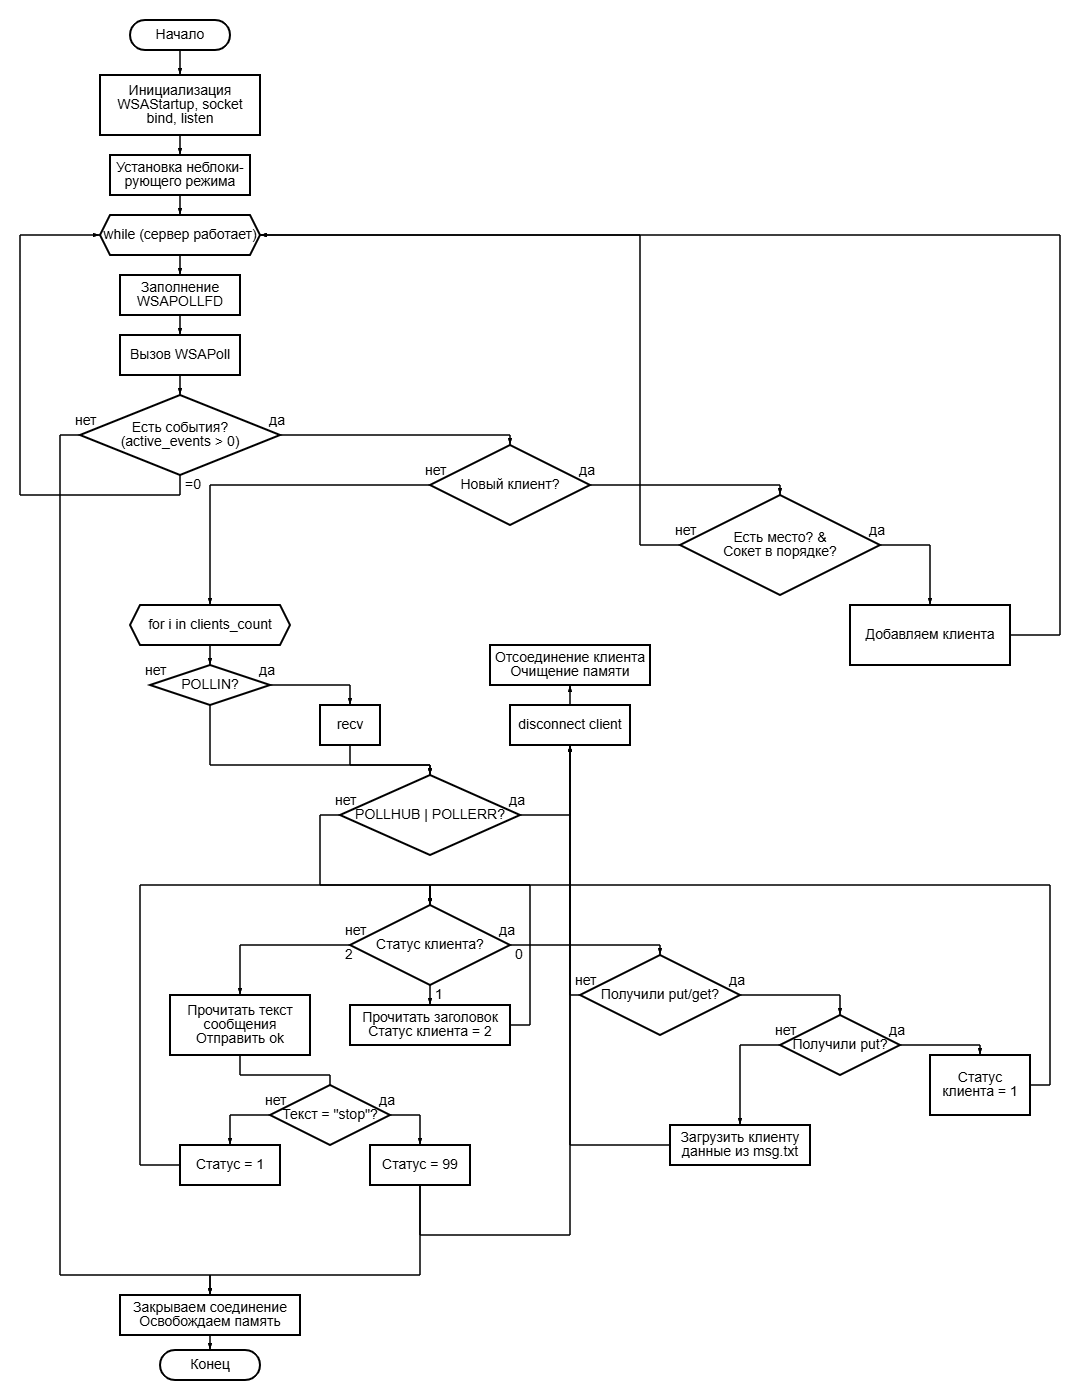 Начало
Инициализация
WSAStartup, socket
bind, listen
Установка неблоки-
рующего режима
while (сервер работает)
Заполнение
WSAPOLLFD
Вызов WSAPoll
нет
Есть события?
(active_events > 0)
да
=0
нет
Новый клиент?
да
нет
Есть место? &
Сокет в порядке?
да
Добавляем клиента
for i in clients_count
нет
POLLIN?
да
recv
Отсоединение клиента
Очищение памяти
disconnect client
нет
POLLHUB | POLLERR?
да
нет
2
Статус клиента?
да
0
1
Прочитать текст
сообщения
Отправить ok
Прочитать заголовок
Статус клиента = 2
нет
Получили put/get?
да
нет
Получили put?
да
Статус
клиента = 1
нет
Текст = "stop"?
да
Статус = 1
Статус = 99
Загрузить клиенту
данные из msg.txt
Закрываем соединение
Освобождаем память
Конец